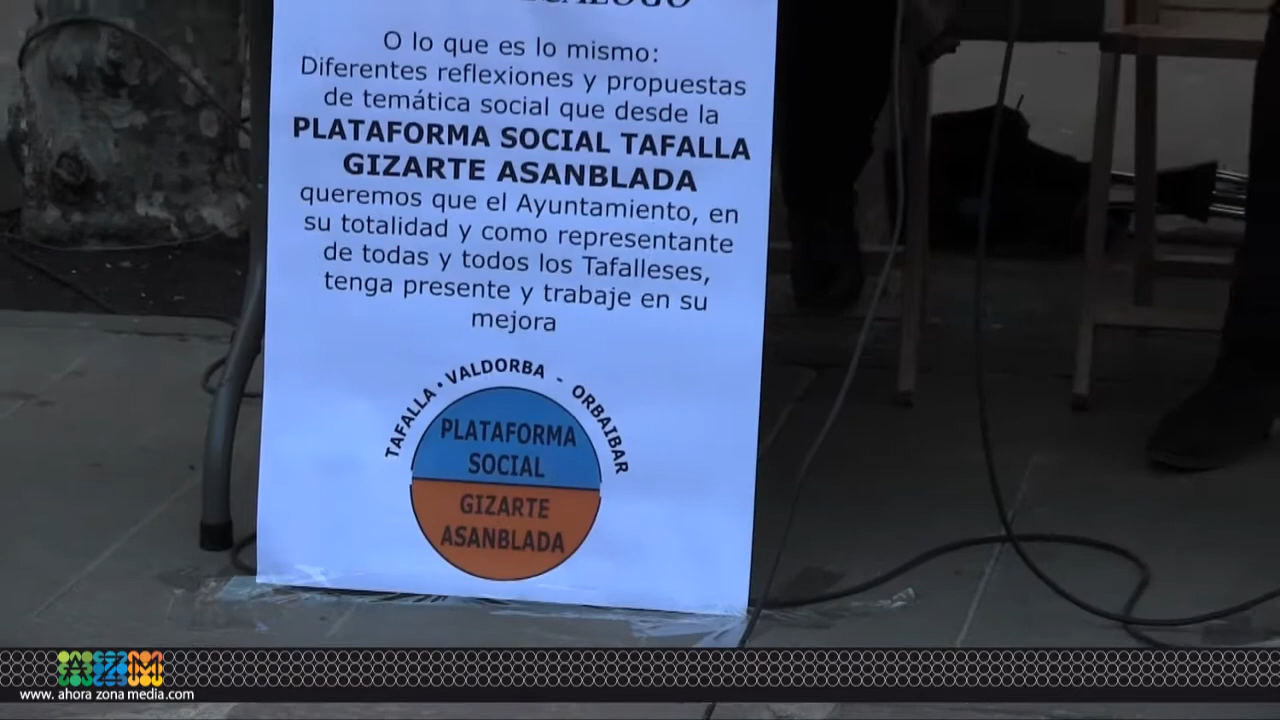 O lo que es lo mismo:
Diferentes reflexiones y propuestas
de temática social que desde la
PLATAFORMA SOCIAL TAFALLA
GIZARTE ASANBLADA
queremos que el Ayuntamiento, en
su totalidad y como representante
de todas y todos los Tafalleses,
tenga presente y trabaje en su
mejora
TAFALLA · VALDORBA - ORBAIBAR
PLATAFORMA
SOCIAL
GIZARTE
ASANBLADA
AZM
www. ahora zona media.com